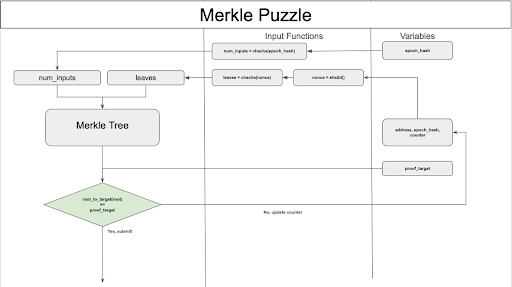 Merkle Puzzle
Input Functions
Variables
num_inputs = chacha(epoch_hash)
epoch_hash
num_inputs
leaves
leaves = chacha(nonce)
nonce = sha2d()
Merkle Tree
address, epoch_hash,
counter
proof_target
root_to_target(root)
>=
proof_target
No, update counter
Yes, submit!